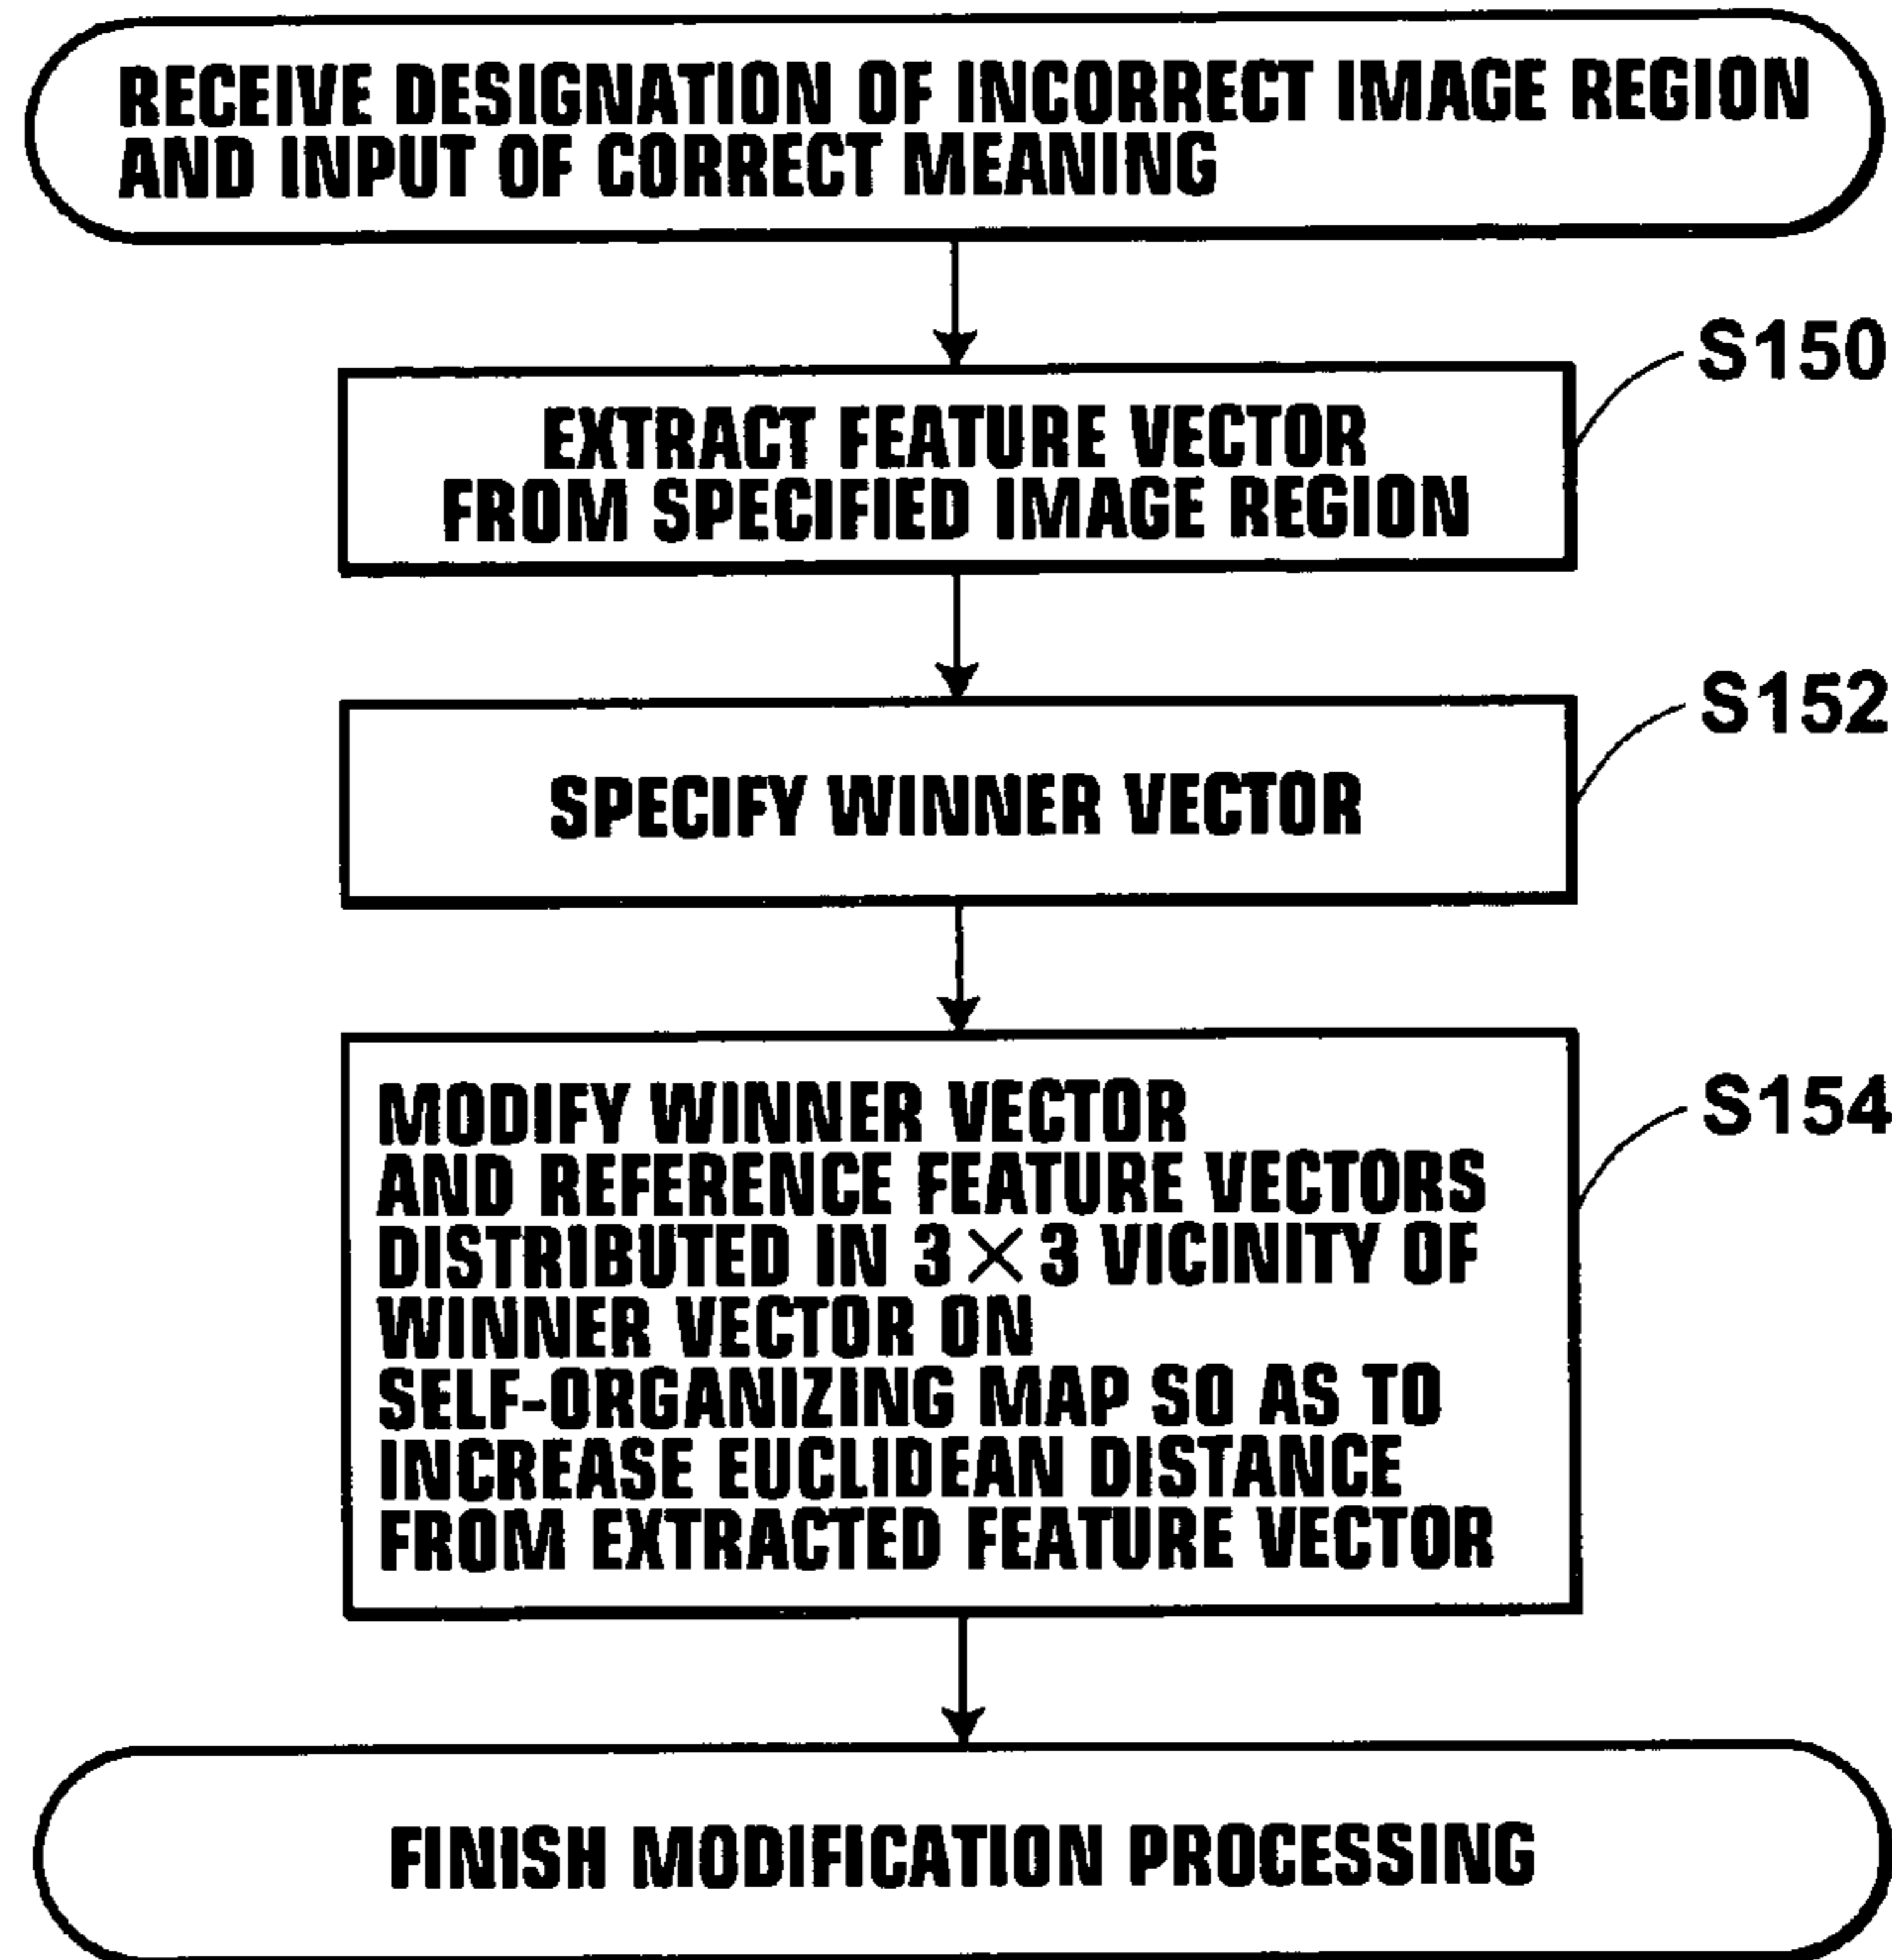 RECEIVE DESIGNATION OF INCORRECT IMAGE REGION
AND INPUT OF CORRECT MEANING
S150
EXTRACT FEATURE VECTOR
FROM SPECIFIED IMAGE REGION
S152
SPECIFY WINNER VECTOR
S154
MODIFY WINNER VECTOR
AND REFERENCE FEATURE VECTORS
DISTRIBUTED IN 3×3 VICINITY OF
WINNER VECTOR ON
SELF-ORGANIZING MAP SO AS TO
INCREASE EUCLIDEAN DISTANCE
FROM EXTRACTED FEATURE VECTOR
FINISH MODIFICATION PROCESSING